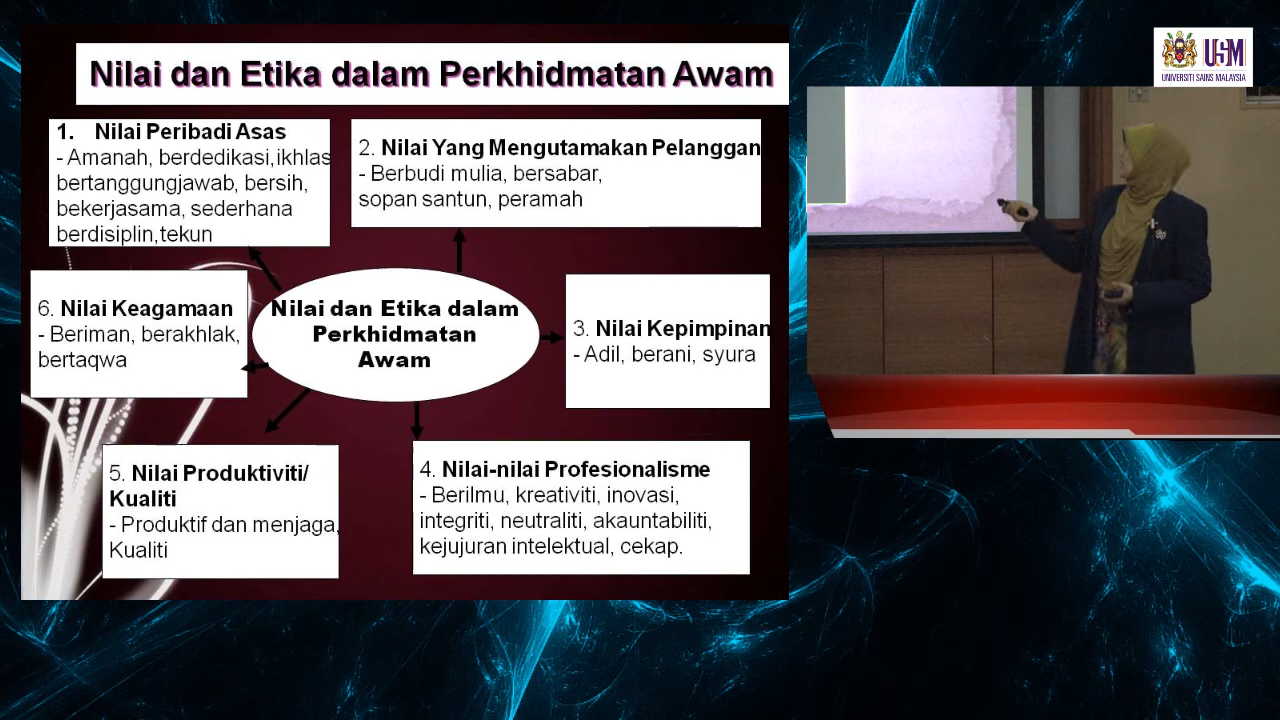 Nilai dan Etika dalam Perkhidmatan Awam
1. Nilai Peribadi Asas
- Amanah, berdedikasi,ikhlas
bertanggungjawab, bersih,
bekerjasama, sederhana
berdisiplin,tekun
2. Nilai Yang Mengutamakan Pelanggan
- Berbudi mulia, bersabar,
sopan santun, peramah
6. Nilai Keagamaan
- Beriman, berakhlak,
bertaqwa
Nilai dan Etika dalam
Perkhidmatan
Awam
3. Nilai Kepimpinan
- Adil, berani, syura
5. Nilai Produktiviti/
Kualiti
- Produktif dan menjaga,
Kualiti
4. Nilai-nilai Profesionalisme
- Berilmu, kreativiti, inovasi,
integriti, neutraliti, akauntabiliti,
kejujuran intelektual, cekap.
USM
UNIVERSITI SAINS MALAYSIA